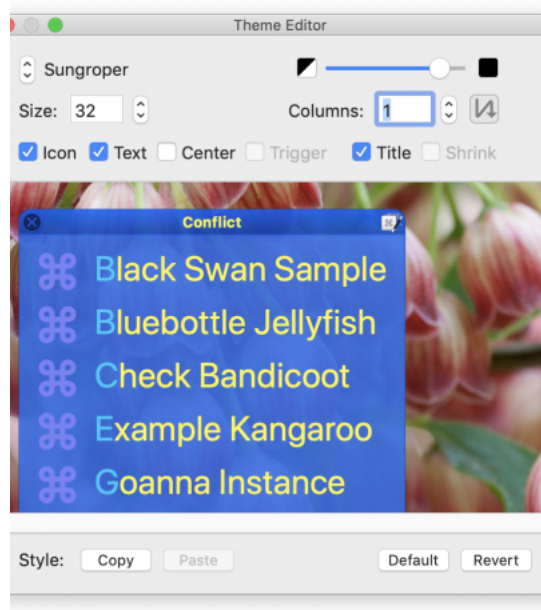 Theme Editor
Sungroper
Size: 32 Columns: 1
Icon Text Center Trigger Title Shrink
Conflict
⌘ Black Swan Sample
⌘ Bluebottle Jellyfish
⌘ Check Bandicoot
⌘ Example Kangaroo
⌘ Goanna Instance
Style: Copy Paste Default Revert